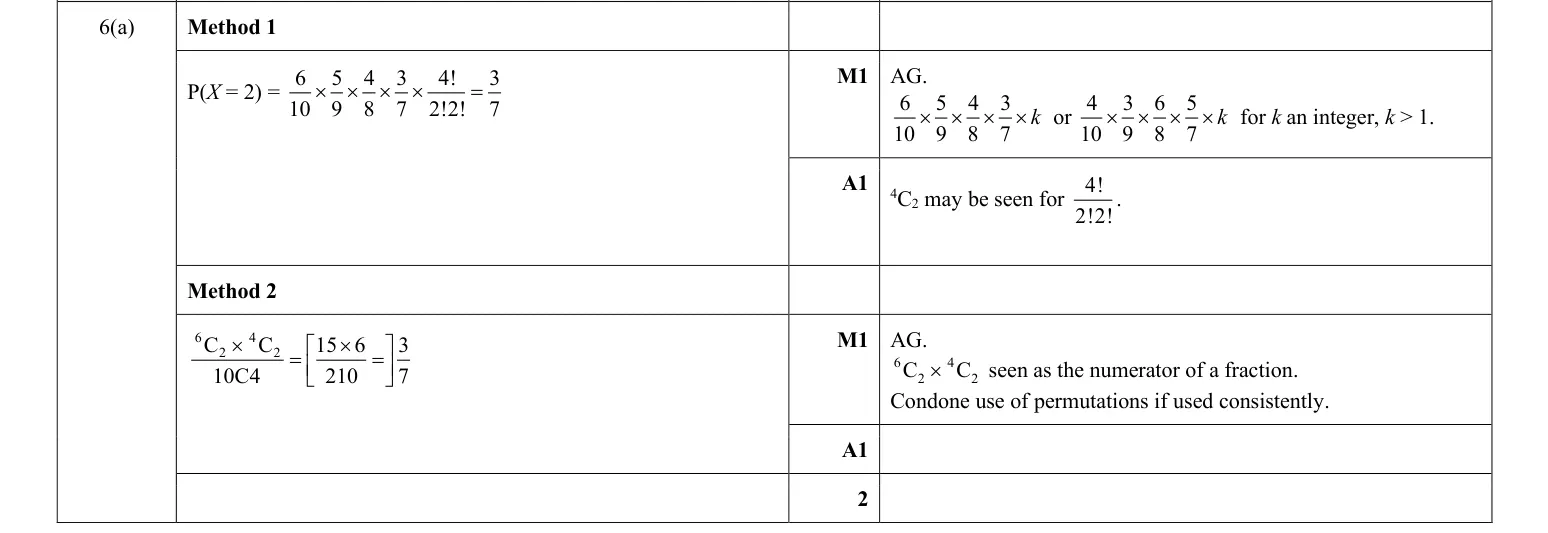 6(a) Method 1
P(X = 2) = 6/10 × 5/9 × 4/8 × 3/7 × 4!/2!2! = 3/7
M1 AG.
6/10 × 5/9 × 4/8 × 3/7 × k or 4/10 × 3/9 × 6/8 × 5/7 × k for k an integer, k > 1.
A1 ⁴C₂ may be seen for 4!/2!2!.
Method 2
⁶C₂ × ⁴C₂/10C4 = [15×6/210 =] 3/7
M1 AG.
⁶C₂ × ⁴C₂ seen as the numerator of a fraction.
Condone use of permutations if used consistently.
A1
2